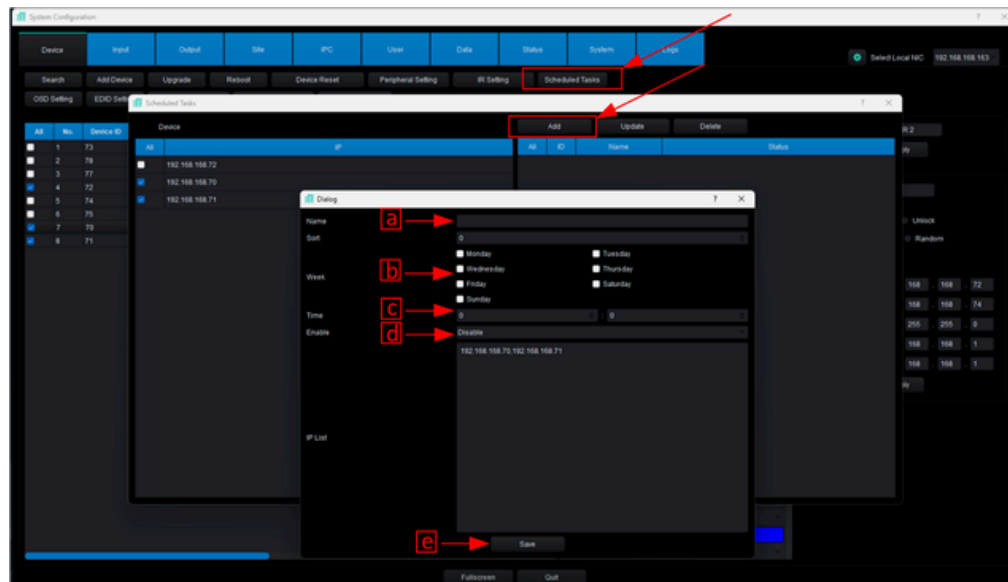 System Configuration
Device Input Output Site IPC User Data Status System Logs
Select Local NIC 192.168.168.163
Search Add Device Upgrade Reboot Device Reset Peripheral Setting IR Setting Scheduled Tasks
OSD Setting EDID
Scheduled Tasks
Device Add Update Delete
All No. Device ID
All IP
All ID Name Status
1 73
2 78
3 77
4 72
5 74
6 75
7 70
8 71
192.168.168.72
192.168.168.70
192.168.168.71
Dialog
Name a
Sort 0
Week b
Monday Tuesday
Wednesday Thursday
Friday Saturday
Sunday
Time c 0 : 0
Enable d Disable
192.168.168.70,192.168.168.71
IP List
e Save
Unlock
Random
168 . 168 . 72
168 . 168 . 74
255 . 255 . 0
168 . 168 . 1
168 . 168 . 1
Fullscreen Quit